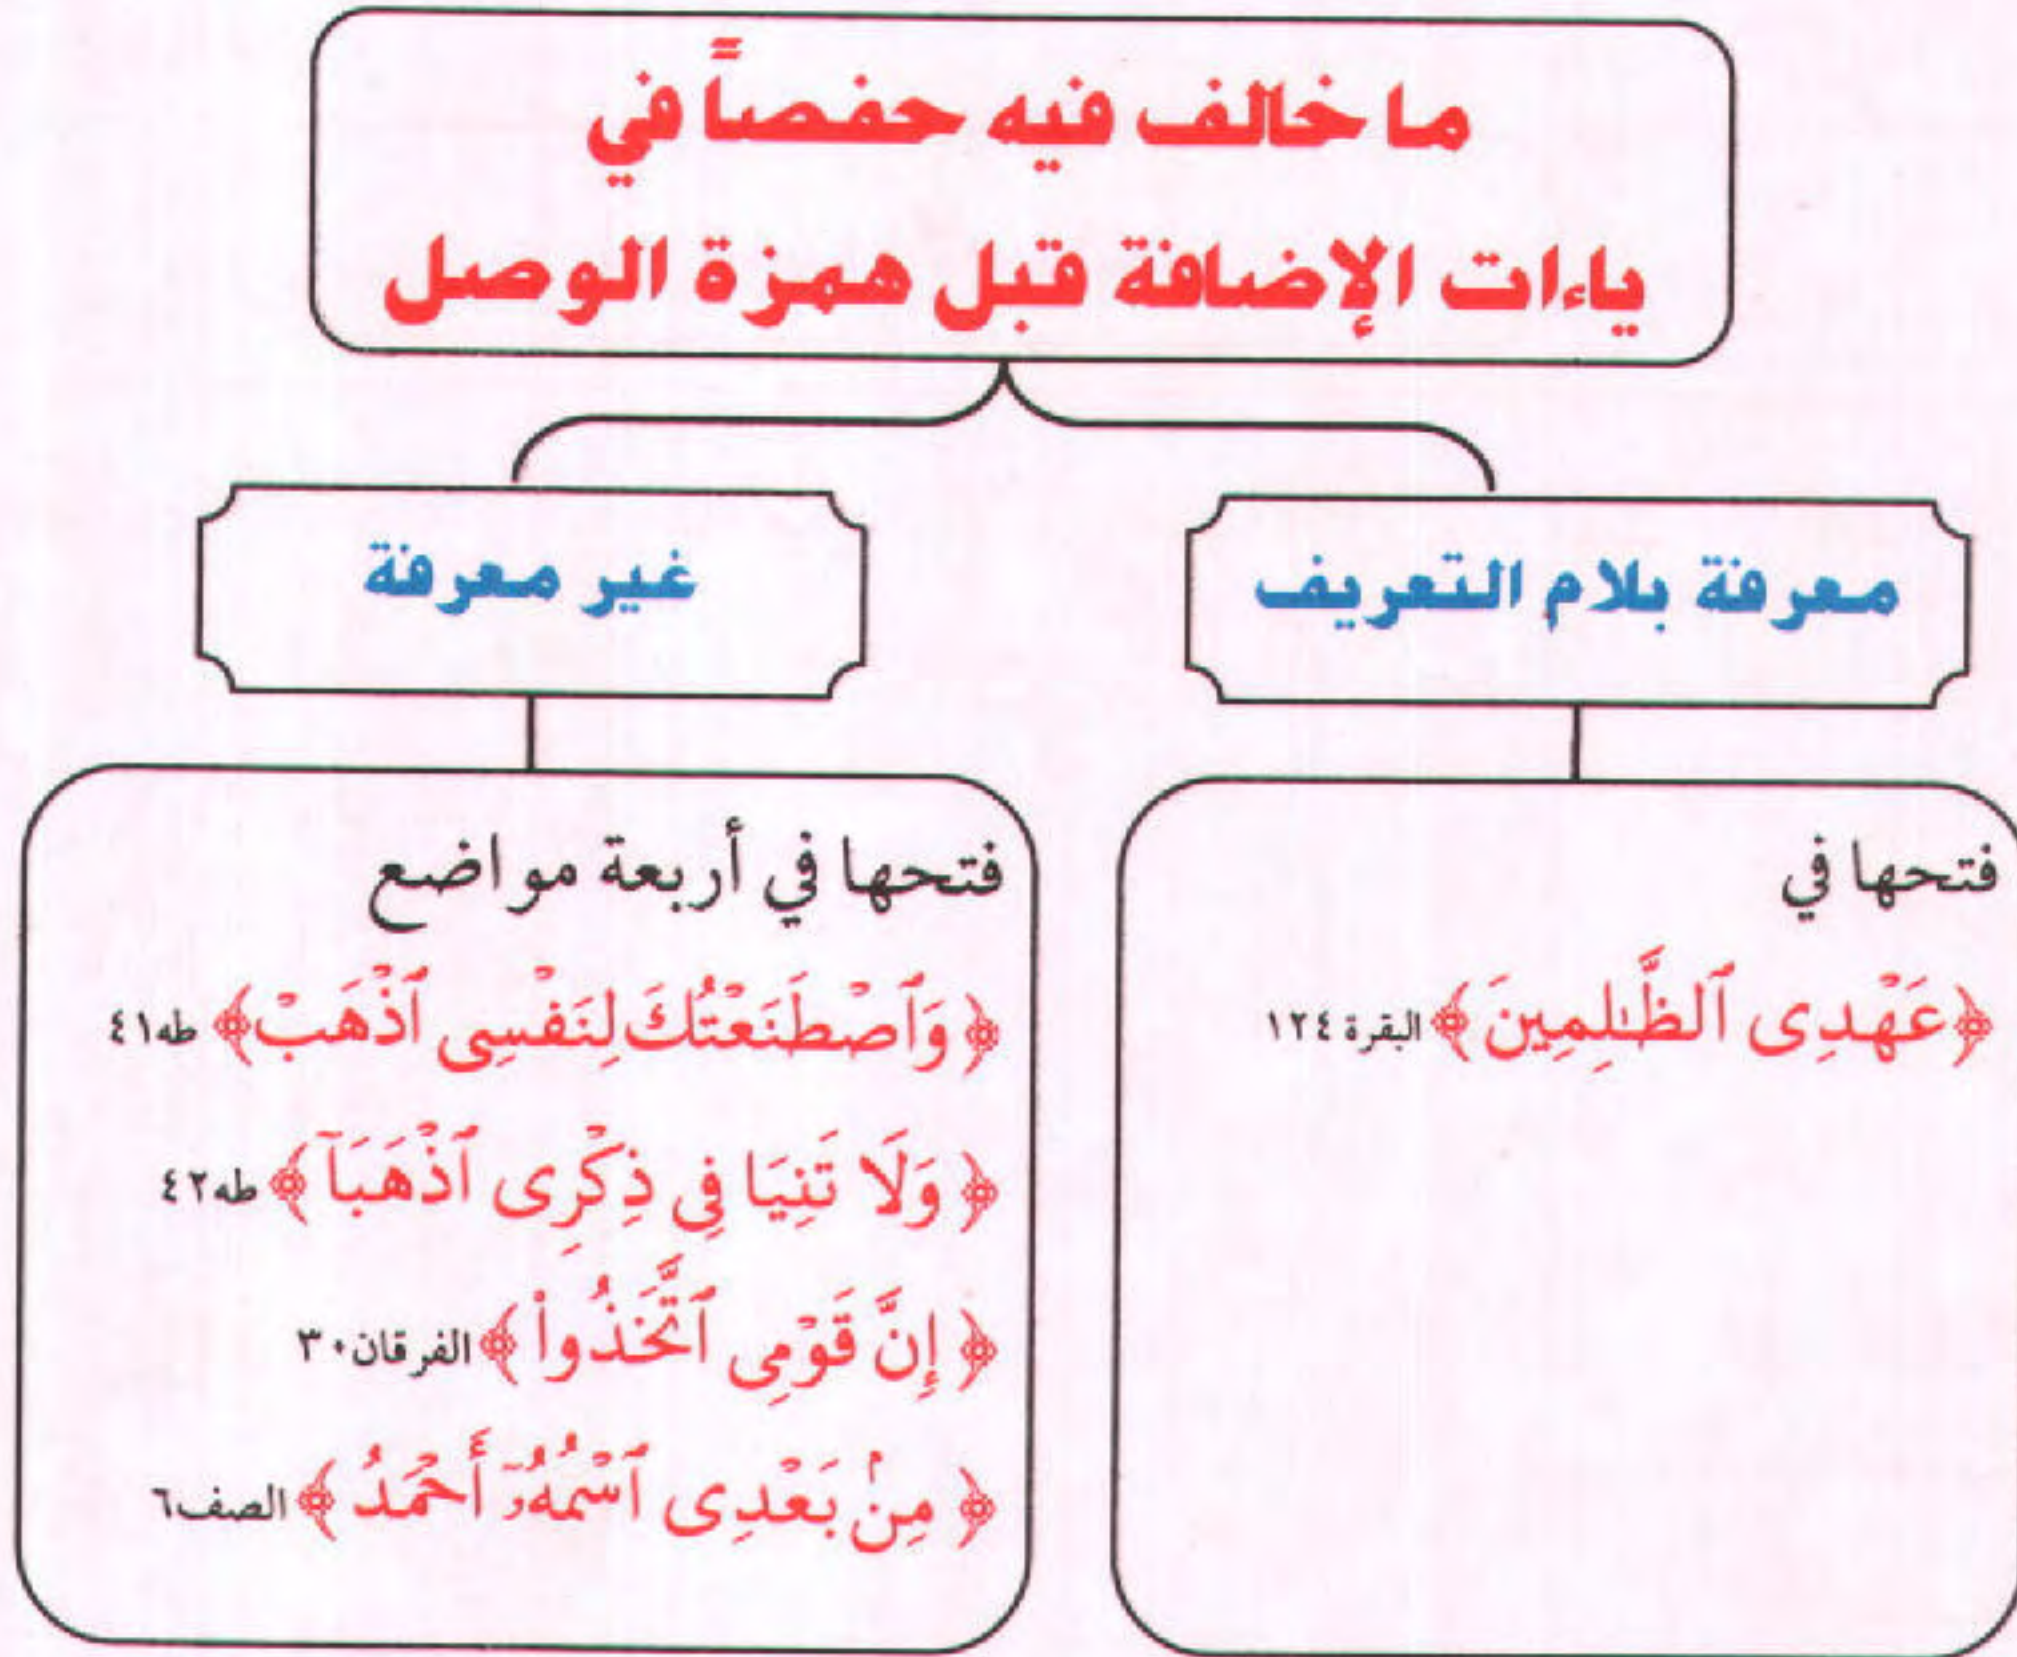 ما خالف فيه حفصاً في
ياءات الإضافة قبل همزة الوصل
معرفة بلام التعريف
فتحها في
﴿عَهْدِى ٱلظَّـٰلِمِينَ﴾ البقرة ١٢٤
غير معرفة
فتحها في أربعة مواضع
﴿وَٱصْطَنَعْتُكَ لِنَفْسِى ٱذْهَبْ﴾ طه٤١
﴿وَلَا تَنِيَا فِى ذِكْرِى ٱذْهَبَآ﴾ طه٤٢
﴿إِنَّ قَوْمِى ٱتَّخَذُواْ﴾ الفرقان٣٠
﴿مِنۢ بَعْدِى ٱسْمُهُۥٓ أَحْمَدُ﴾ الصف٦